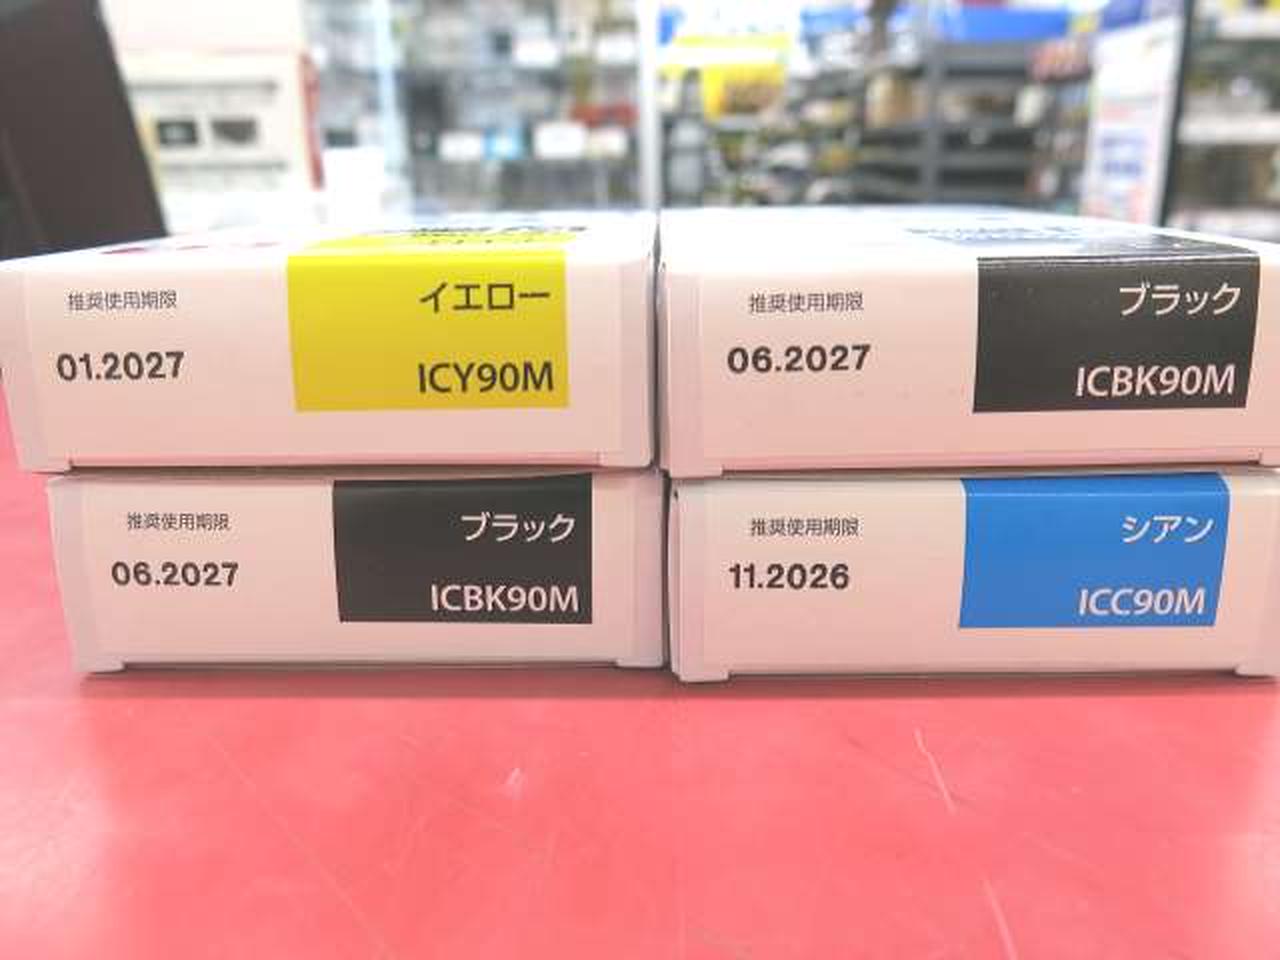 推奨使用期限
01.2027
イエロー
ICY90M
推奨使用期限
06.2027
ブラック
ICBK90M
推奨使用期限
06.2027
ブラック
ICBK90M
推奨使用期限
11.2026
シアン
ICC90M